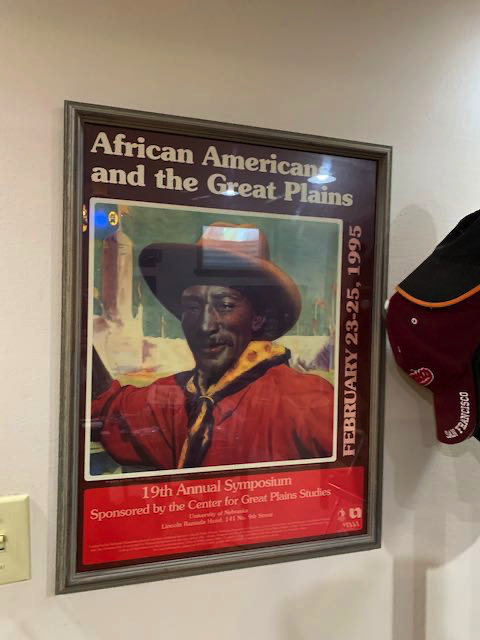 African Americans
and the Great Plains
FEBRUARY 23-25, 1995
19th Annual Symposium
Sponsored by the Center for Great Plains Studies
University of Nebraska
Lincoln Ramada Hotel, 141 No. 9th Street
SAN FRANCISCO